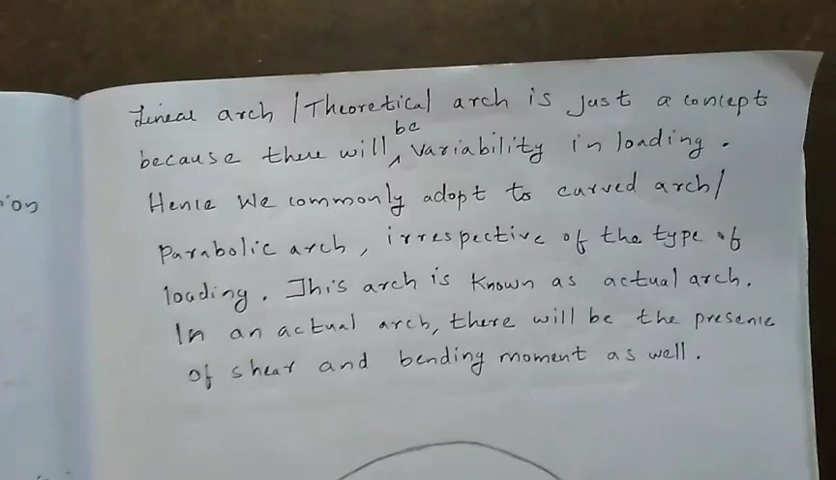 Linear arch / Theoretical arch is just a concept
because there will be variability in loading.
Hence We commonly adopt to curved arch/
Parabolic arch, irrespective of the type of
loading. This arch is known as actual arch.
In an actual arch, there will be the presence
of shear and bending moment as well.